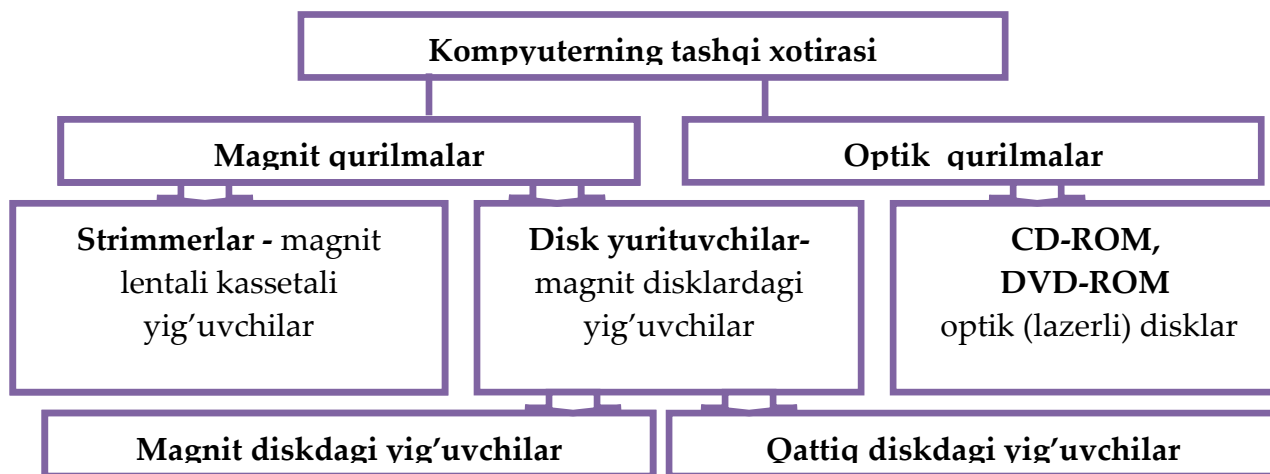 Kompyuterning tashqi xotirasi
Magnit qurilmalar
Optik qurilmalar
Strimmerlar - magnit
lentali kassetali
yig’uvchilar
Disk yurituvchilar-
magnit disklardagi
yig’uvchilar
CD-ROM,
DVD-ROM
optik (lazerli) disklar
Magnit diskdagi yig’uvchilar
Qattiq diskdagi yig’uvchilar